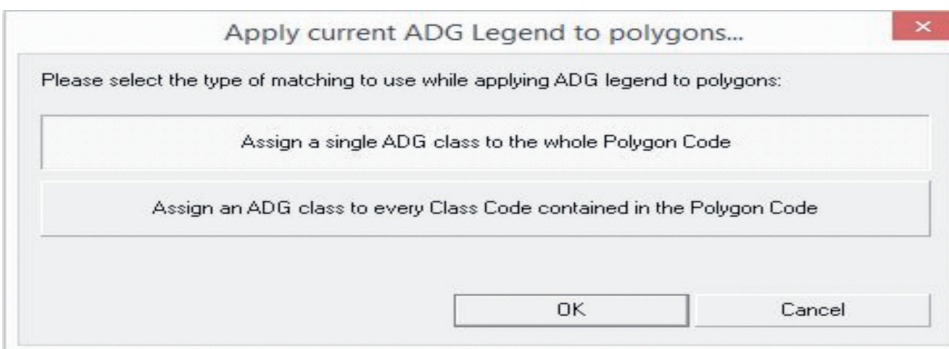 Apply current ADG Legend to polygons...
Please select the type of matching to use while applying ADG legend to polygons:
Assign a single ADG class to the whole Polygon Code
Assign an ADG class to every Class Code contained in the Polygon Code
OK Cancel